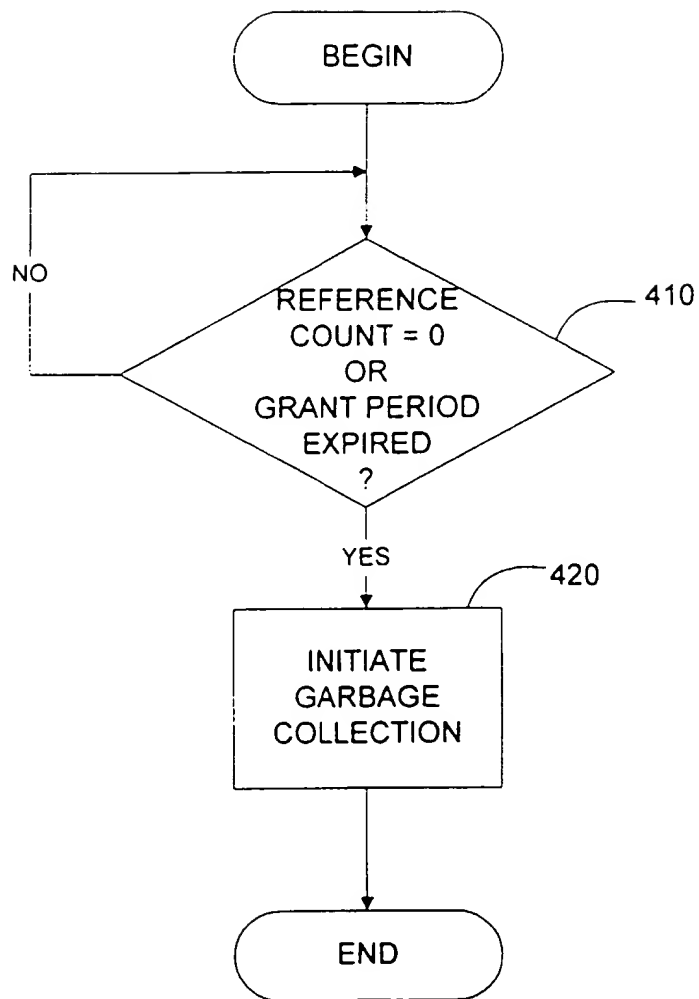 BEGIN
NO
REFERENCE
COUNT = 0
OR
GRANT PERIOD
EXPIRED
?
410
YES
420
INITIATE
GARBAGE
COLLECTION
END